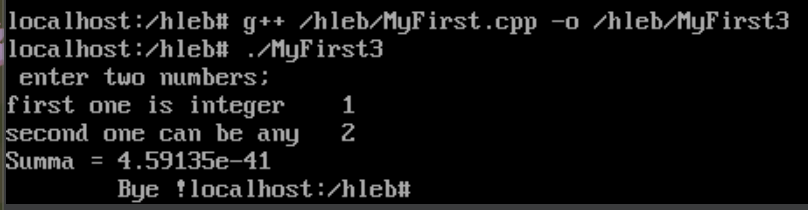 localhost:/hleb# g++ /hleb/MyFirst.cpp -o /hleb/MyFirst3
localhost:/hleb# ./MyFirst3
enter two numbers;
first one is integer 1
second one can be any 2
Summa = 4.59135e-41
Bye !localhost:/hleb#